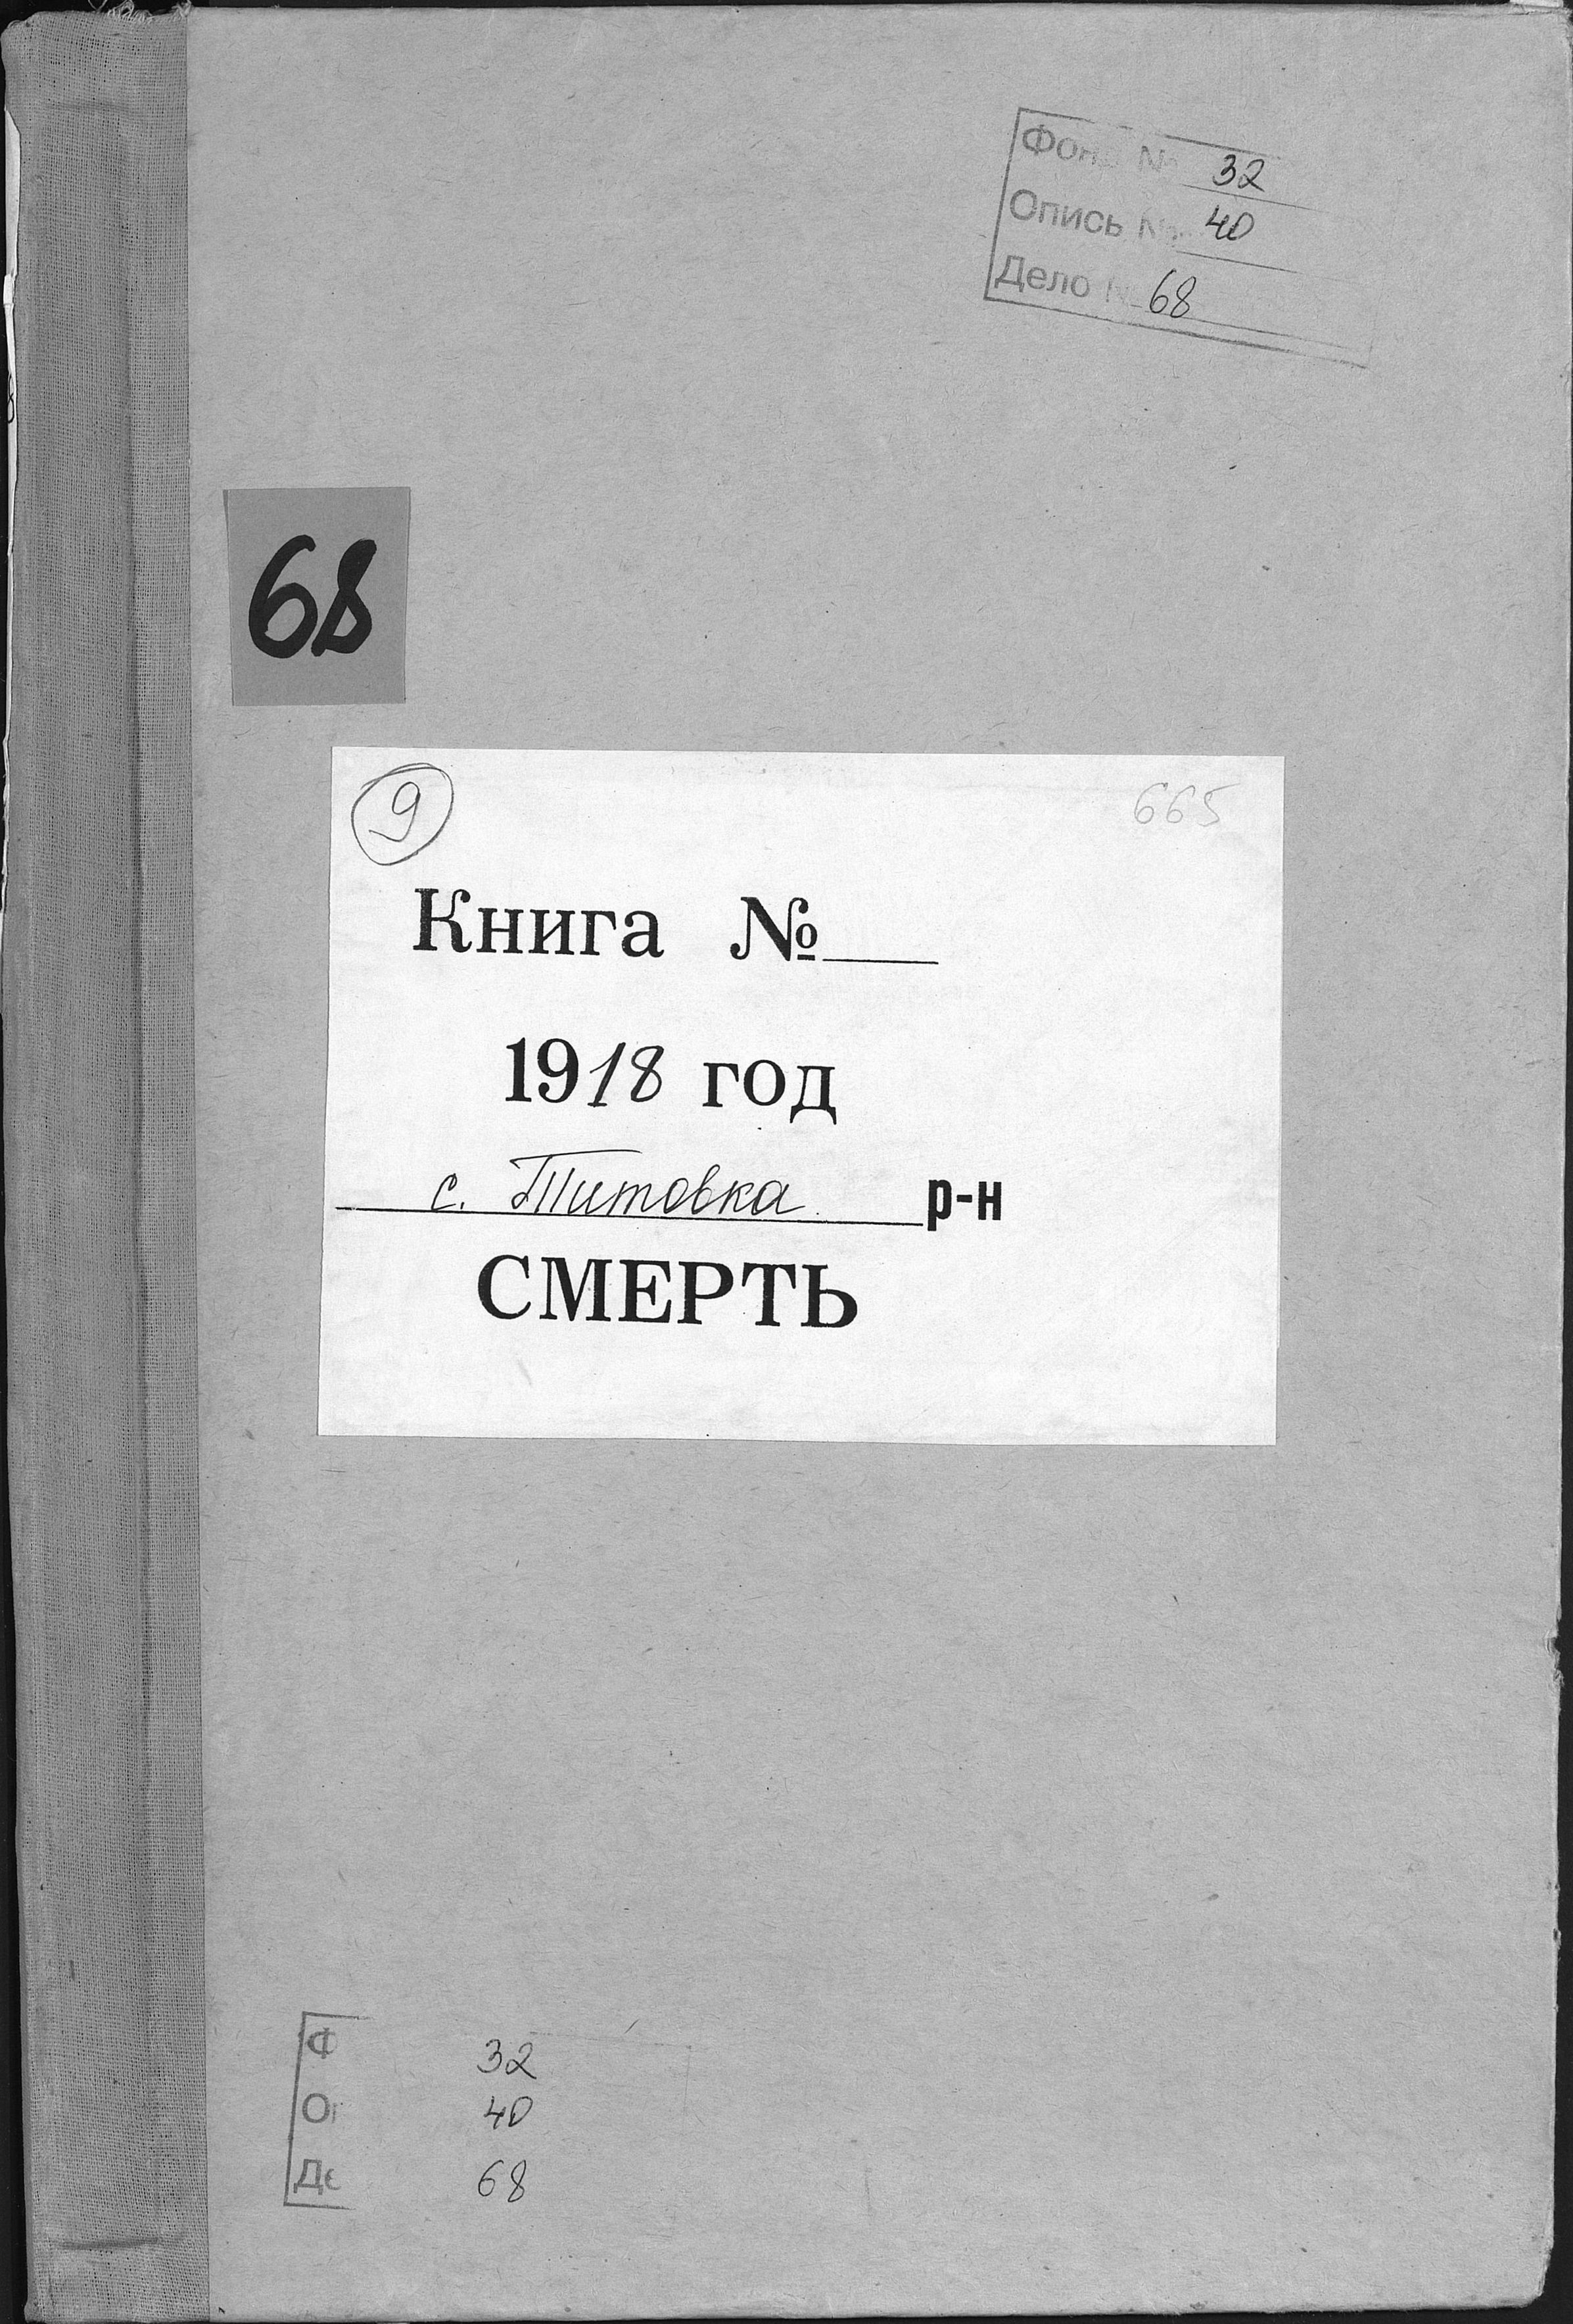 Фонд № 32
Опись № 40
Дело № 68
68
9
665
Книга №
1918 год
с. Титовка р-н
СМЕРТЬ
Ф 32
О 40
Де 68